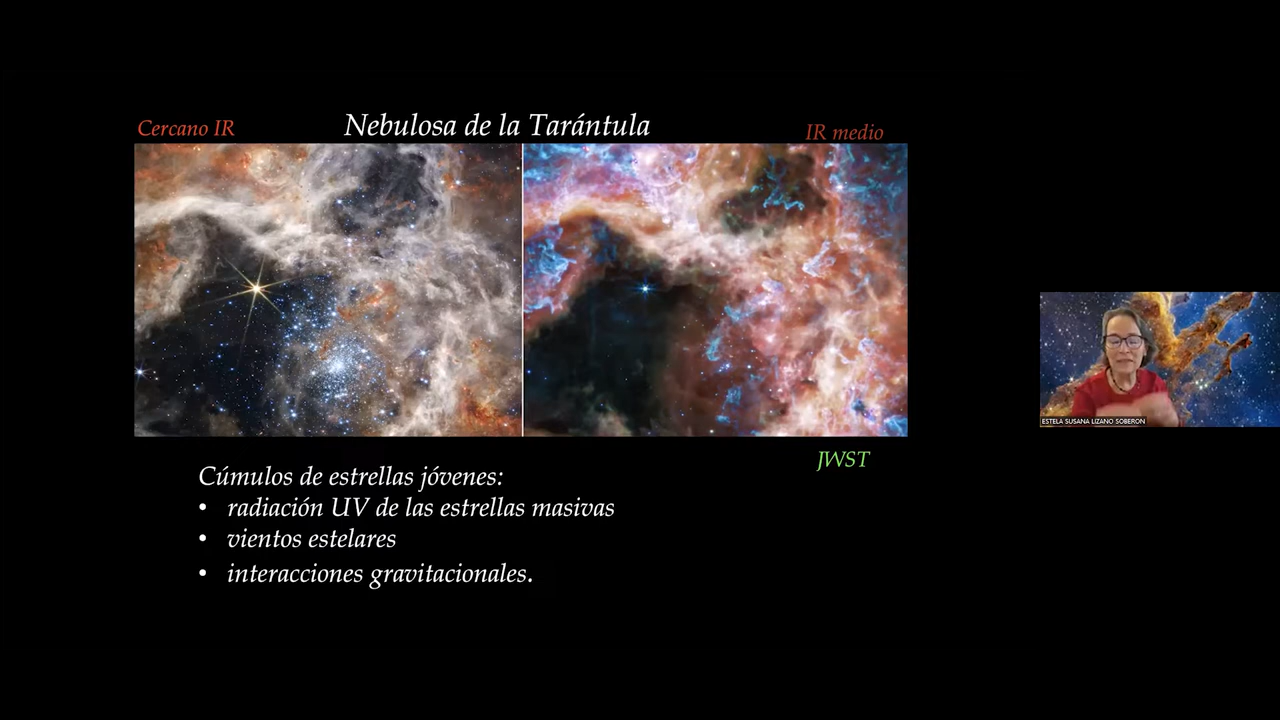 Cercano IR
Nebulosa de la Tarántula
IR medio
JWST
Cúmulos de estrellas jóvenes:
• radiación UV de las estrellas masivas
• vientos estelares
• interacciones gravitacionales.
ESTELA SUSANA LIZANO SOBERON